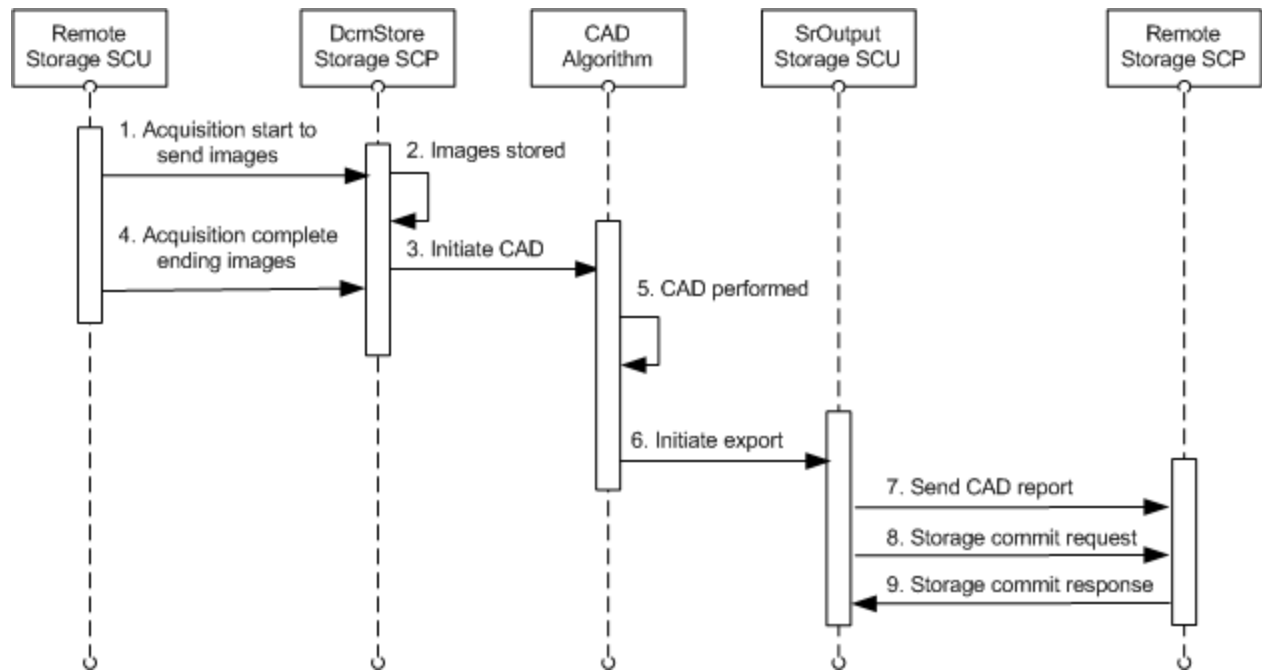 Remote
Storage SCU
DcmStore
Storage SCP
CAD
Algorithm
SrOutput
Storage SCU
Remote
Storage SCP
1. Acquisition start to
send images
2. Images stored
4. Acquisition complete
ending images
3. Initiate CAD
5. CAD performed
6. Initiate export
7. Send CAD report
8. Storage commit request
9. Storage commit response